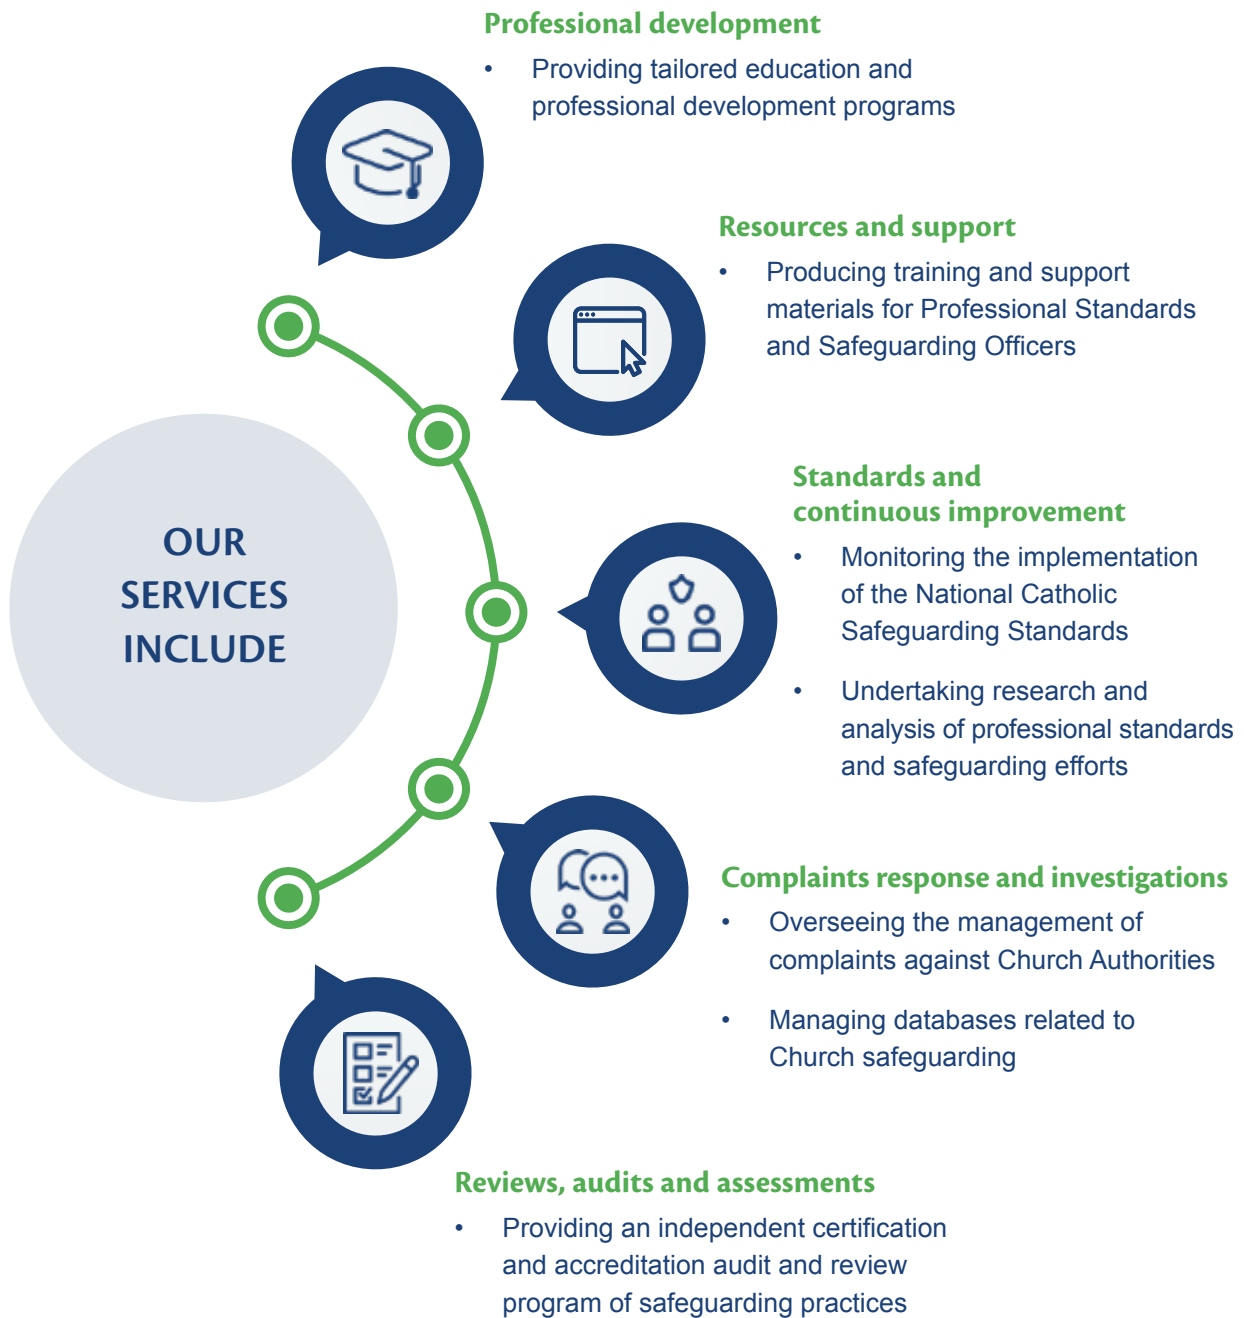 Professional development
• Providing tailored education and
professional development programs
Resources and support
• Producing training and support
materials for Professional Standards
and Safeguarding Officers
OUR
SERVICES
INCLUDE
Standards and
continuous improvement
• Monitoring the implementation
of the National Catholic
Safeguarding Standards
• Undertaking research and
analysis of professional standards
and safeguarding efforts
Complaints response and investigations
• Overseeing the management of
complaints against Church Authorities
• Managing databases related to
Church safeguarding
Reviews, audits and assessments
• Providing an independent certification
and accreditation audit and review
program of safeguarding practices